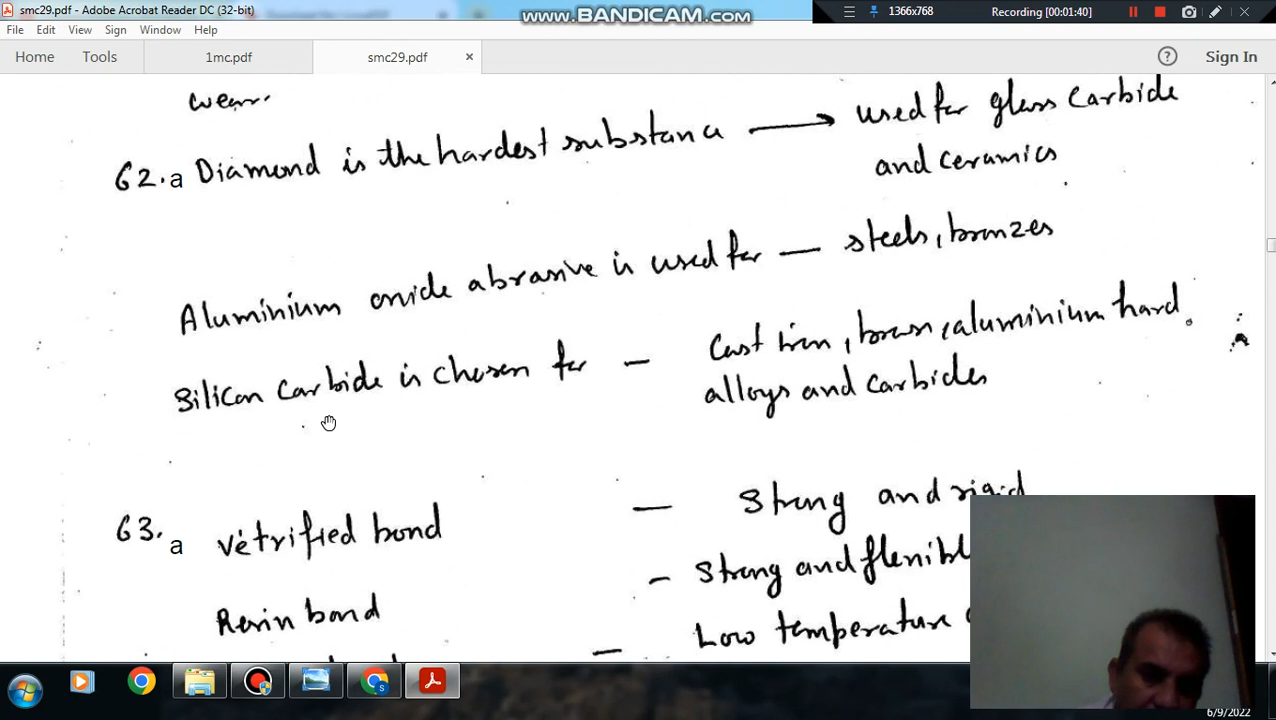 smc29.pdf - Adobe Acrobat Reader DC (32-bit)
www.BANDICAM.com
1366x768
Recording [00:01:40]
File Edit View Sign Window Help
Home Tools 1mc.pdf smc29.pdf × Sign In
wear.
62. a Diamond is the hardest substance → used for glass carbide
and ceramics
Aluminium oxide abrasive is used for — steels, bronzes
Silicon carbide is chosen for — Cast iron, brass, aluminium hard
alloys and carbides
63. a vetrified bond — Strong and rigid
Resin bond — Strong and flexible
— Low temperature
6/9/2022